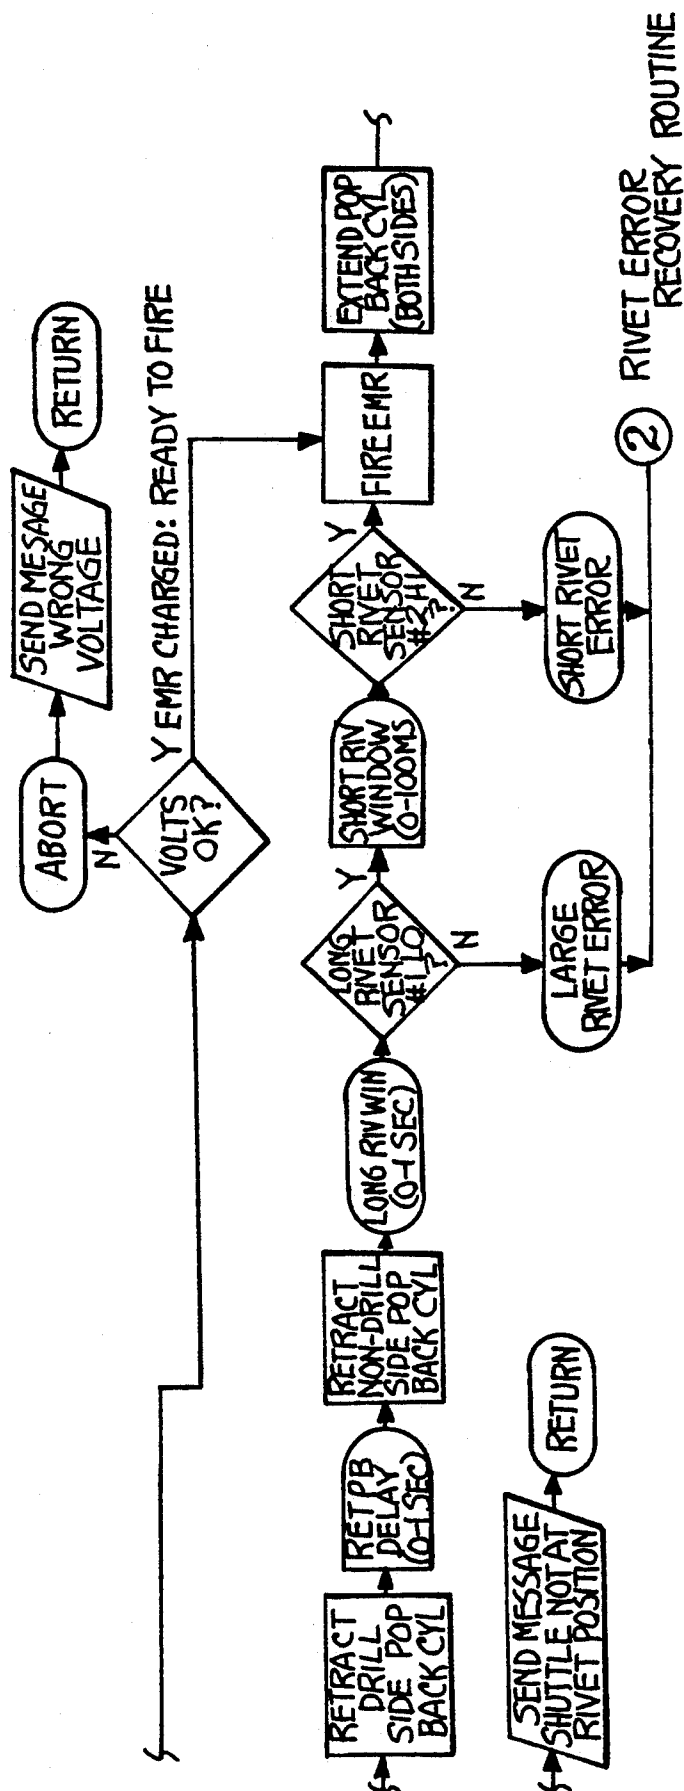 ABORT
SEND MESSAGE
WRONG
VOLTAGE
RETURN
N
VOLTS
OK?
Y EMR CHARGED: READY TO FIRE
RETRACT
DRILL
SIDE POP
BACK CYL
RET PB
DELAY
(0-1 SEC)
RETRACT
NON-DRILL
SIDE POP
BACK CYL
LONG RIV WIN
(0-1 SEC)
LONG
RIVET
SENSOR
#1 LO
?
Y
N
SHORT RIV
WINDOW
(0-100MS
SHORT
RIVET
SENSOR
#2 HI
?
Y
N
FIRE EMR
EXTEND POP
BACK CYL
(BOTH SIDES)
SEND MESSAGE
SHUTTLE NOT AT
RIVET POSITION
RETURN
LARGE
RIVET ERROR
SHORT RIVET
ERROR
2
RIVET ERROR
RECOVERY ROUTINE